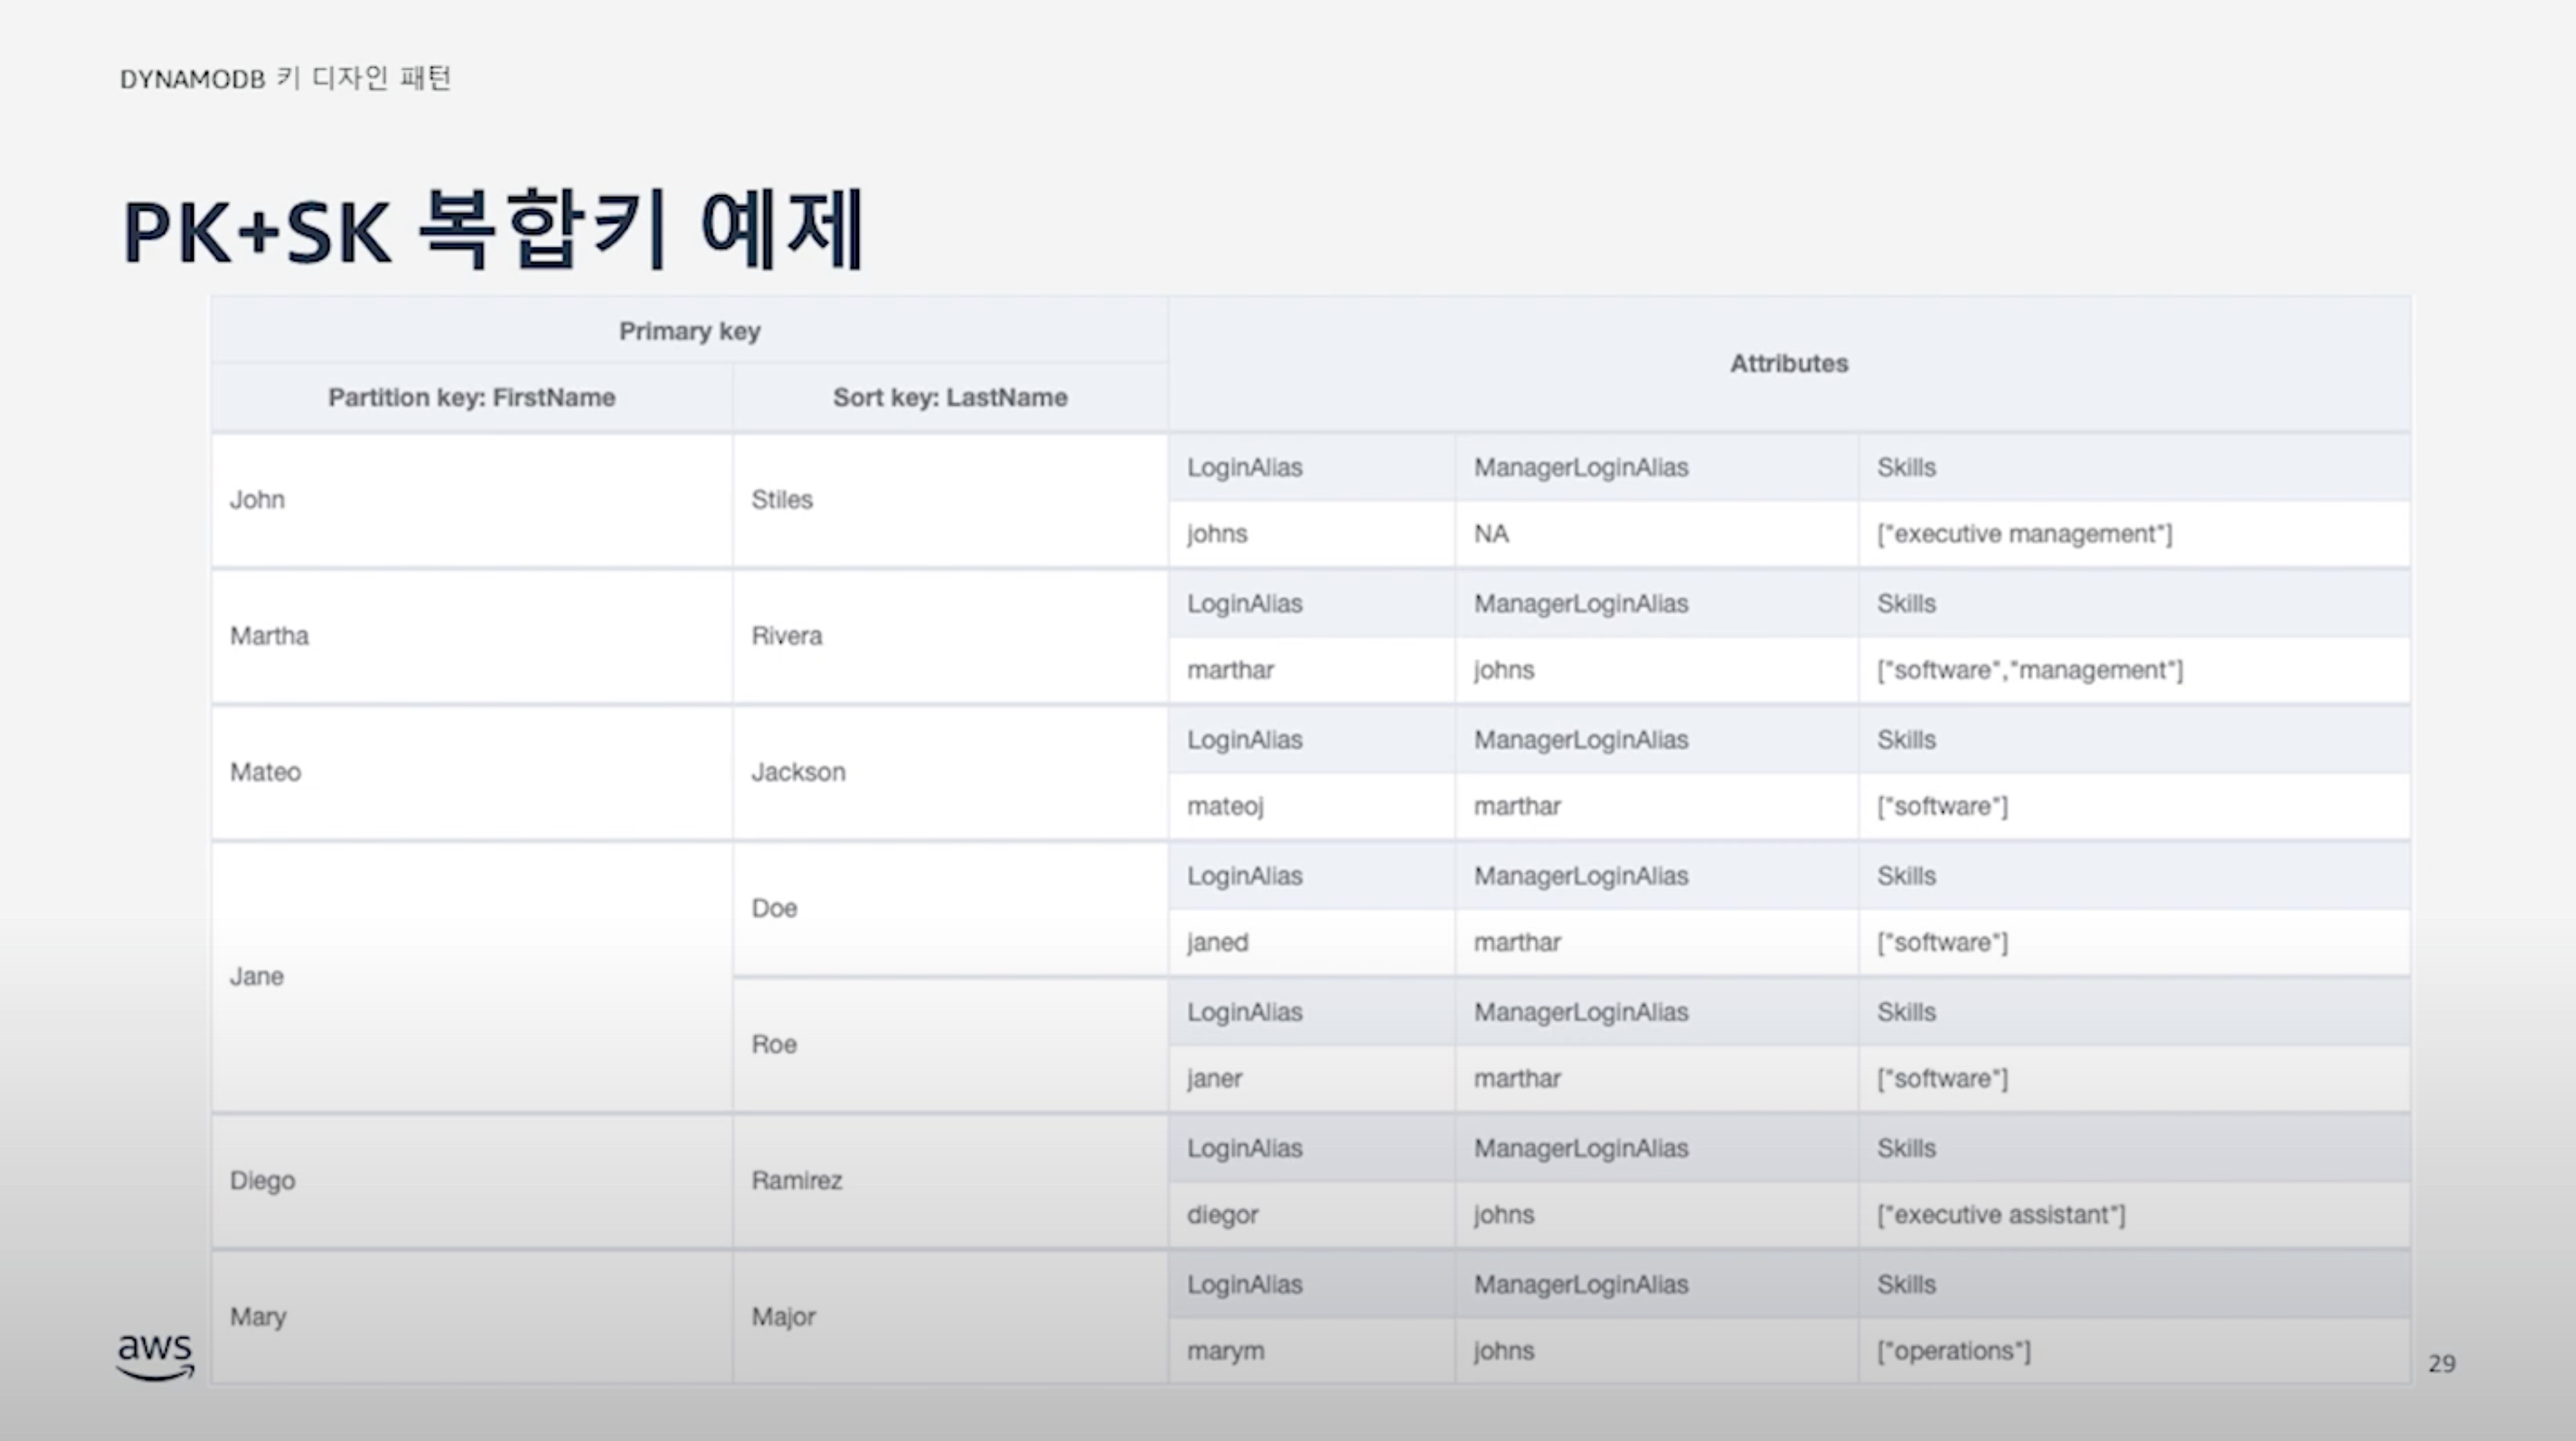 DYNAMODB 키 디자인 패턴
PK+SK 복합키 예제
Primary key
Attributes
Partition key: FirstName
Sort key: LastName
John
Stiles
LoginAlias
ManagerLoginAlias
Skills
johns
NA
["executive management"]
Martha
Rivera
LoginAlias
ManagerLoginAlias
Skills
marthar
johns
["software","management"]
Mateo
Jackson
LoginAlias
ManagerLoginAlias
Skills
mateoj
marthar
["software"]
Jane
Doe
LoginAlias
ManagerLoginAlias
Skills
janed
marthar
["software"]
Roe
LoginAlias
ManagerLoginAlias
Skills
janer
marthar
["software"]
Diego
Ramirez
LoginAlias
ManagerLoginAlias
Skills
diegor
johns
["executive assistant"]
Mary
Major
LoginAlias
ManagerLoginAlias
Skills
marym
johns
["operations"]
aws
29